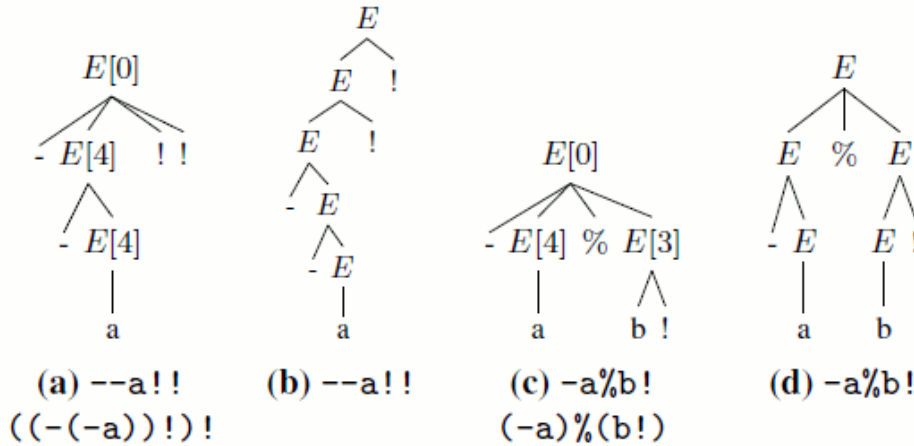 E[0]
- E[4] ! !
- E[4]
a
(a) --a!!
((-(-a))!)!
E
E !
E !
- E
- E
a
(b) --a!!
E[0]
- E[4] % E[3]
a b !
(c) -a%b!
(-a)%(b!)
E
E % E
- E E !
a b
(d) -a%b!